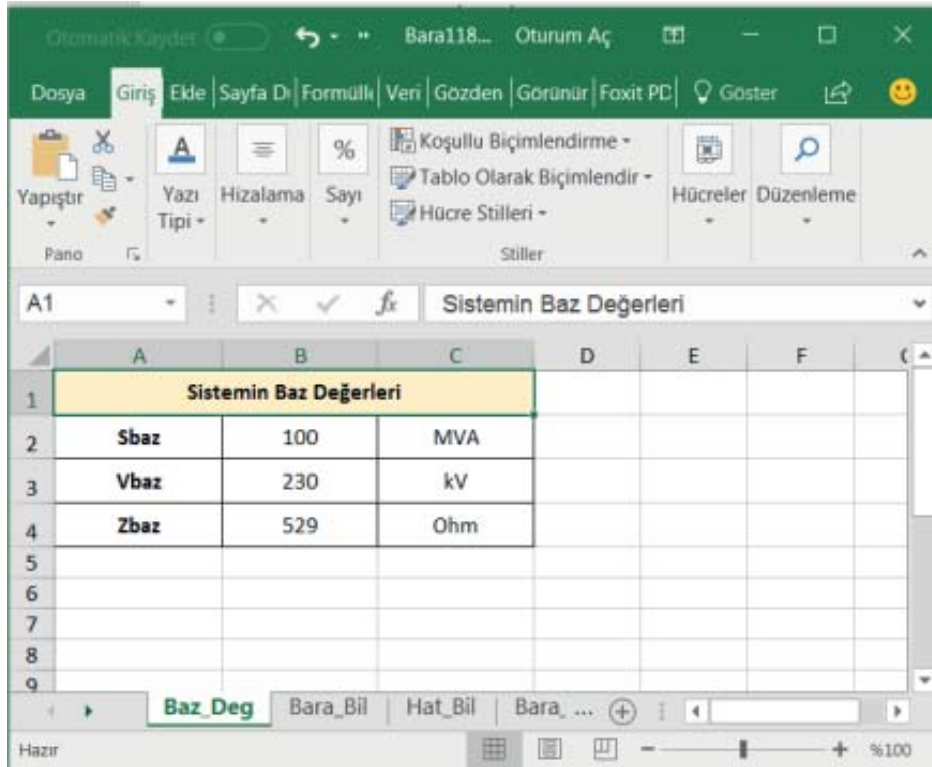 Otomatik Kaydet Bara118... Oturum Aç
Dosya Giriş Ekle Sayfa Dü Formülle Veri Gözden Görünür Foxit PD Göster
Yapıştır Yazı Tipi Hizalama Sayı Koşullu Biçimlendirme Tablo Olarak Biçimlendir Hücre Stilleri Hücreler Düzenleme
Pano Stiller
A1 fx Sistemin Baz Değerleri
A B C D E F
1 Sistemin Baz Değerleri
2 Sbaz 100 MVA
3 Vbaz 230 kV
4 Zbaz 529 Ohm
5
6
7
8
9
Baz_Deg Bara_Bil Hat_Bil Bara_ ...
Hazır %100